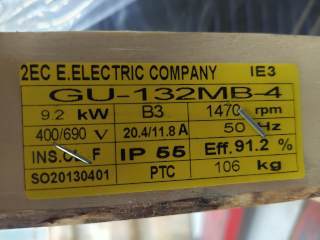 2EC E.ELECTRIC COMPANY IE3
GU-132MB-4
9.2 kW B3 1470 rpm
400/690 V 20.4/11.8 A 50 Hz
INS.CL. F IP 55 Eff. 91.2 %
SO20130401 PTC 106 kg